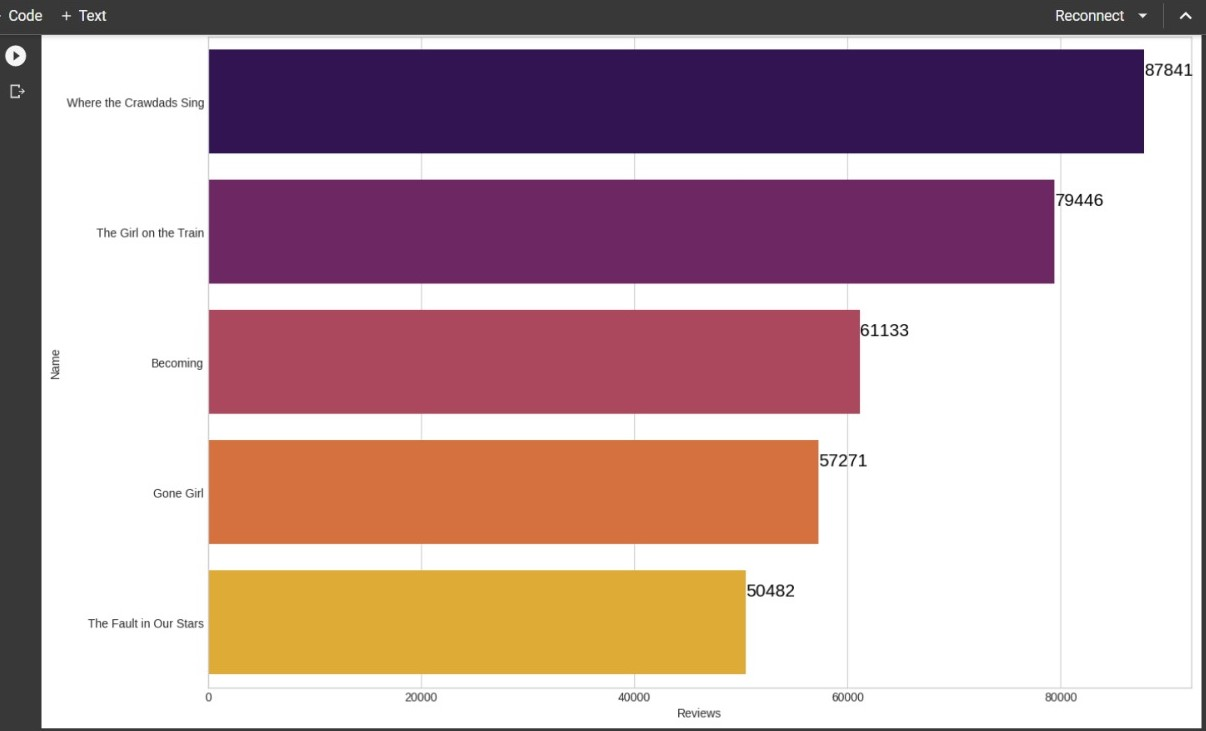 Code + Text Reconnect
87841
Where the Crawdads Sing
79446
The Girl on the Train
61133
Becoming
Name
57271
Gone Girl
50482
The Fault in Our Stars
0 20000 40000 60000 80000
Reviews